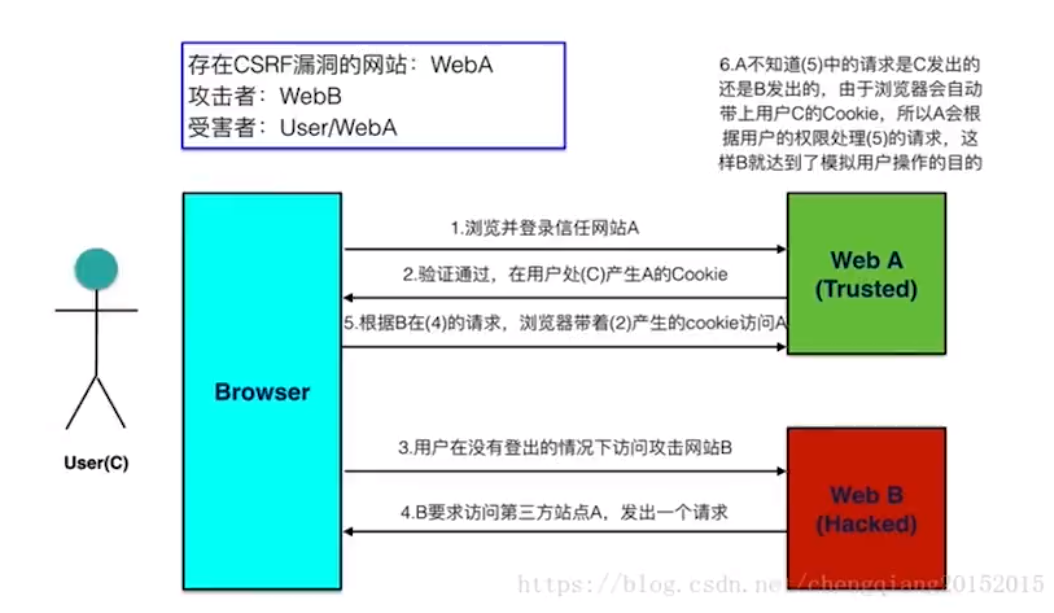 存在CSRF漏洞的网站：WebA
攻击者：WebB
受害者：User/WebA
6.A不知道(5)中的请求是C发出的
还是B发出的，由于浏览器会自动
带上用户C的Cookie，所以A会根
据用户的权限处理(5)的请求，这
样B就达到了模拟用户操作的目的
1.浏览并登录信任网站A
2.验证通过，在用户处(C)产生A的Cookie
5.根据B在(4)的请求，浏览器带着(2)产生的cookie访问A
Web A
(Trusted)
Browser
User(C)
3.用户在没有登出的情况下访问攻击网站B
4.B要求访问第三方站点A，发出一个请求
Web B
(Hacked)
https://blog.csdn.net/chengqiang20152015